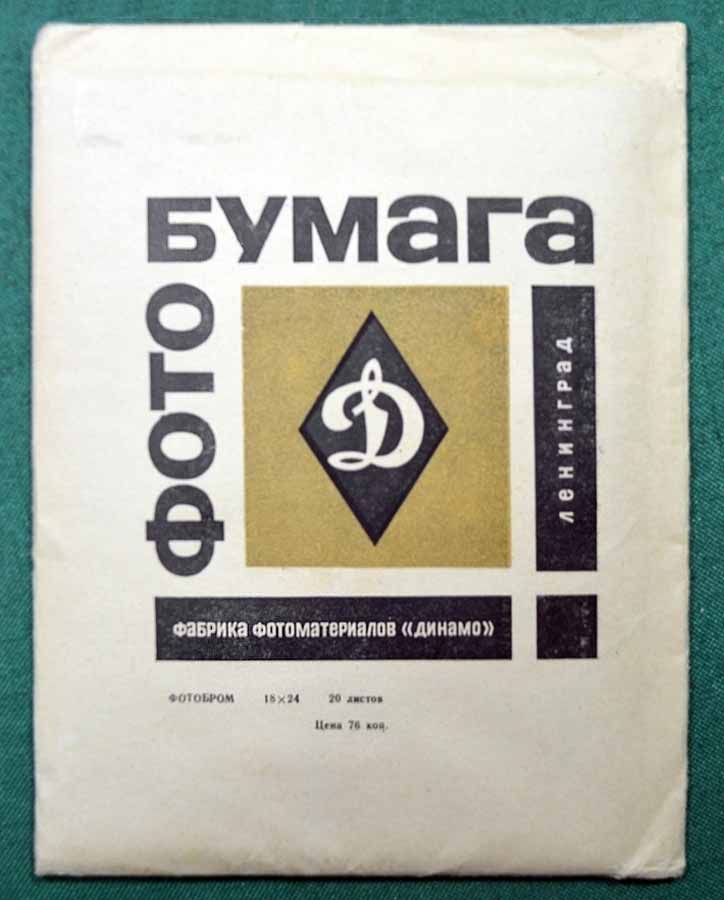 ФОТО
БУМАГА
Д
ленинград
ФАБРИКА ФОТОМАТЕРИАЛОВ «ДИНАМО»
ФОТОБРОМ 18×24 20 листов
Цена 76 коп.